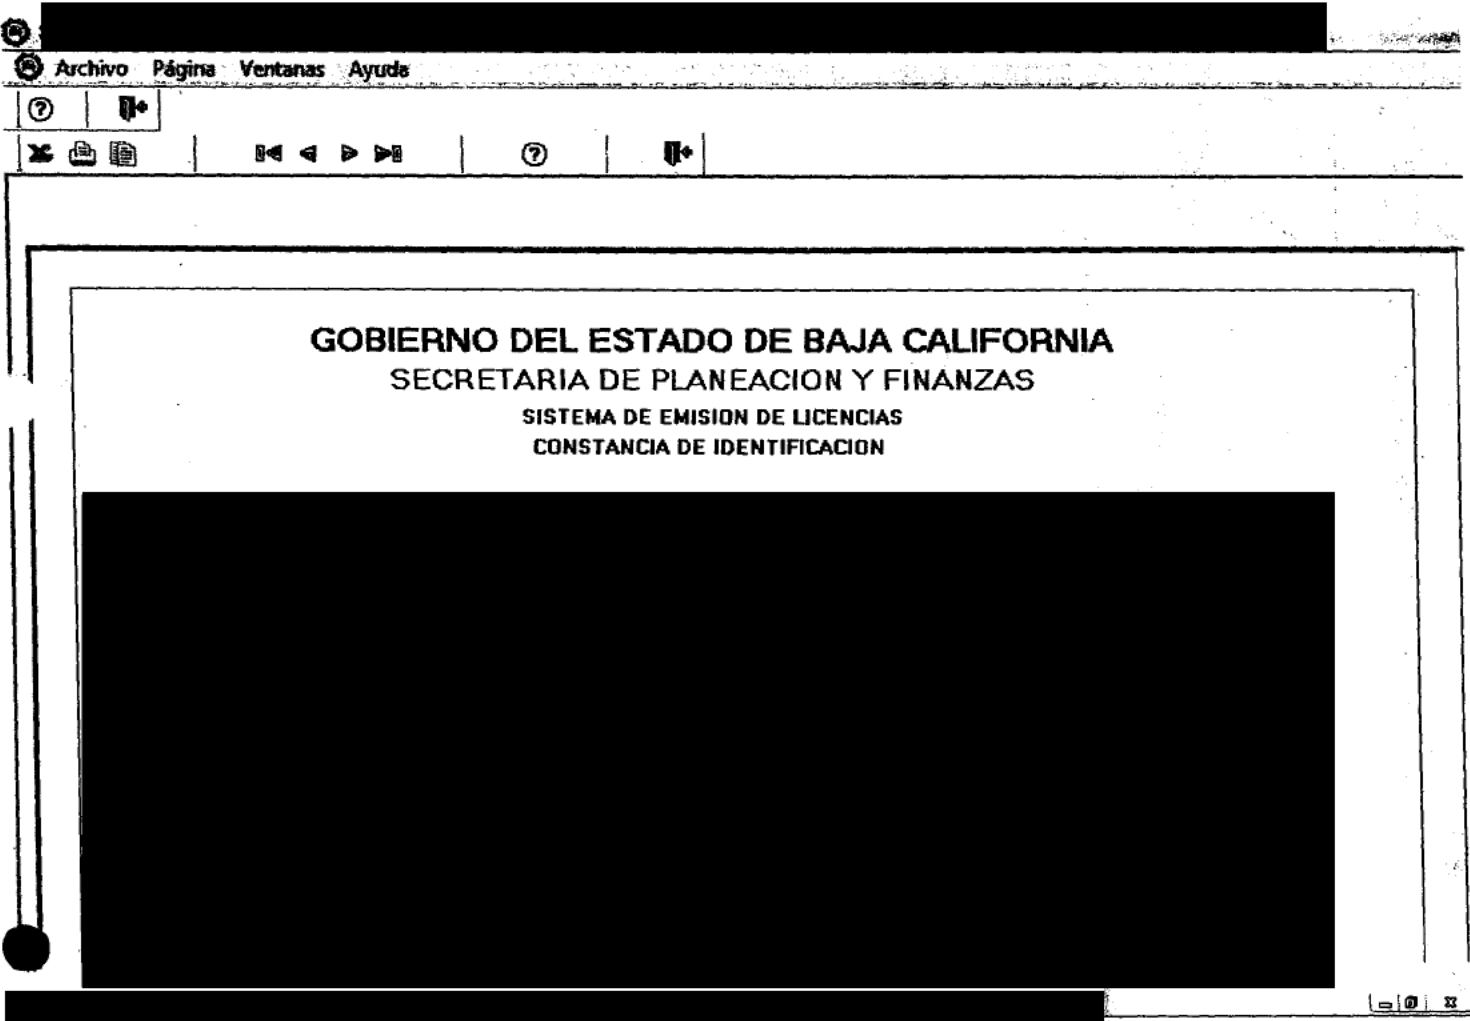 Archivo Página Ventanas Ayuda
GOBIERNO DEL ESTADO DE BAJA CALIFORNIA
SECRETARIA DE PLANEACION Y FINANZAS
SISTEMA DE EMISION DE LICENCIAS
CONSTANCIA DE IDENTIFICACION